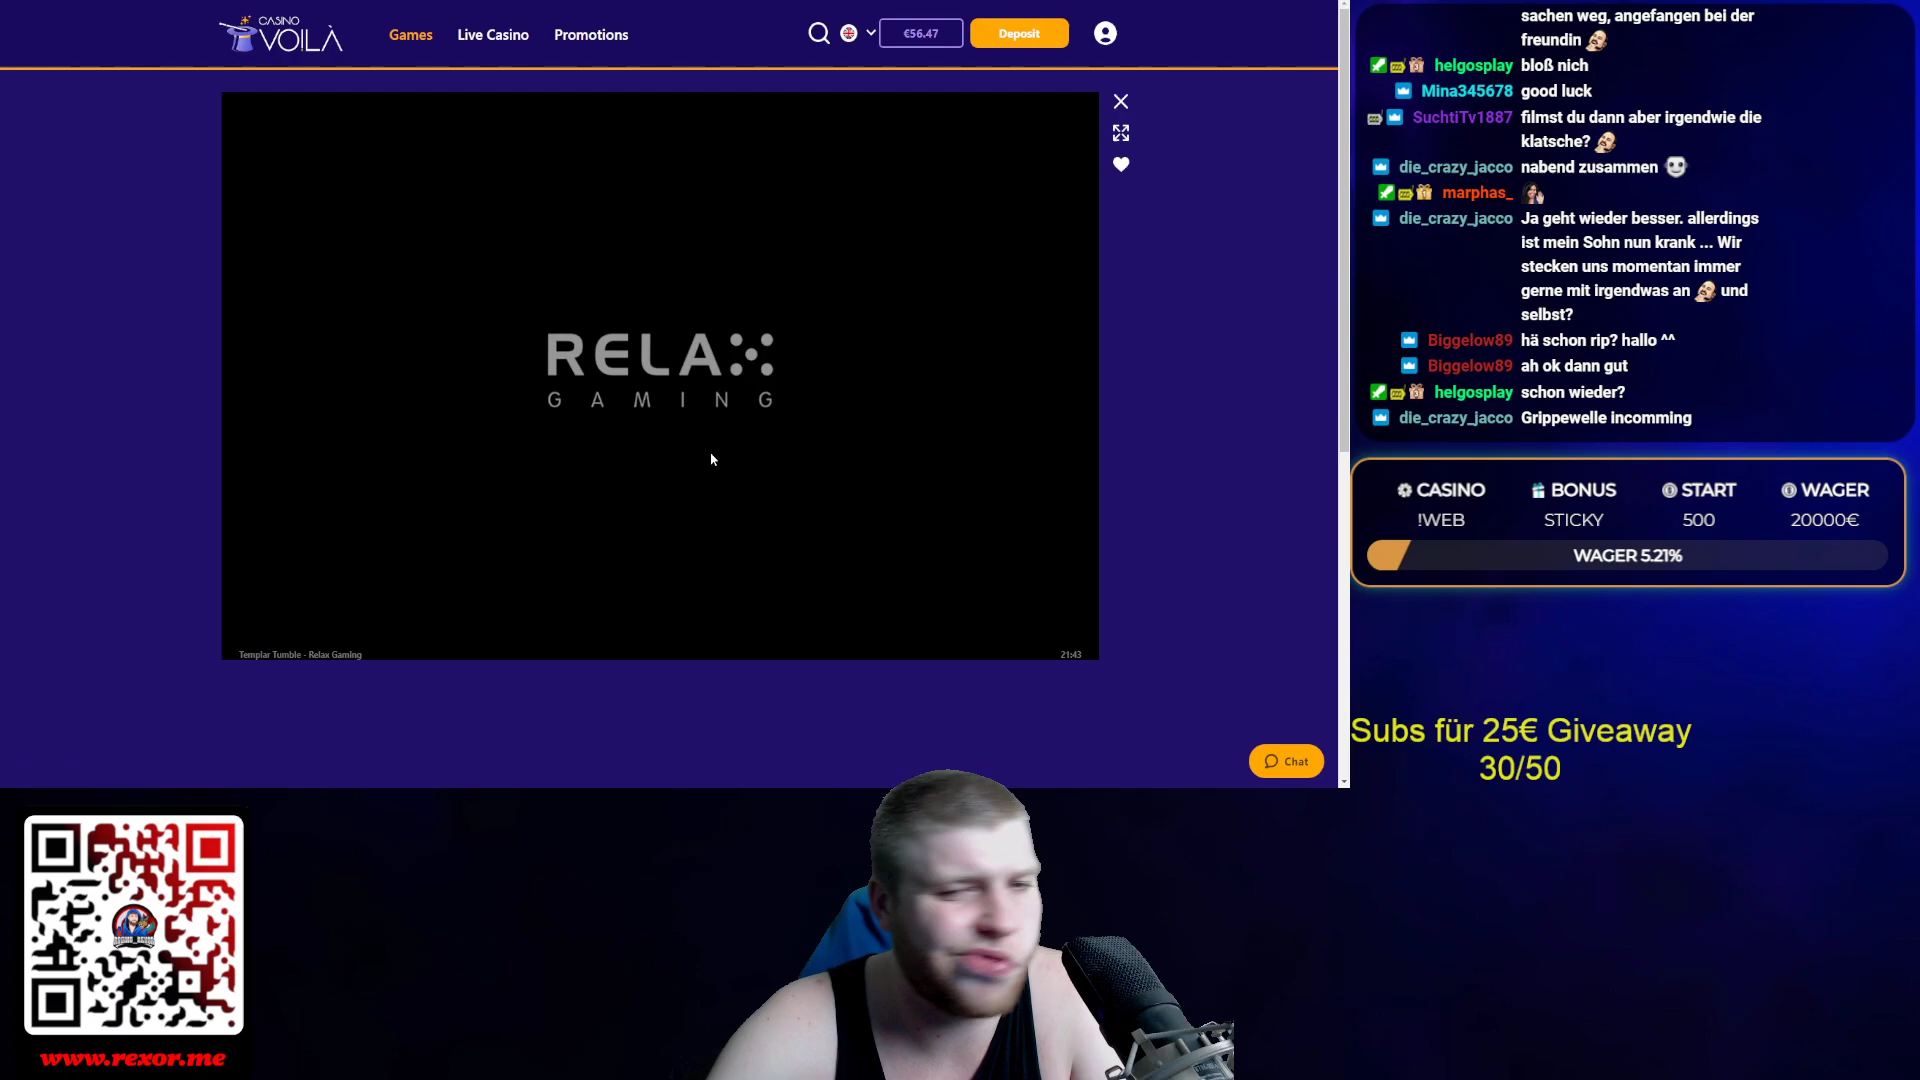 CASINO
VOILÀ
Games
Live Casino
Promotions
€56.47
Deposit
RELAX
GAMING
Templar Tumble - Relax Gaming
21:43
Chat
sachen weg, angefangen bei der
freundin
helgosplay bloß nich
Mina345678 good luck
SuchtiTv1887 filmst du dann aber irgendwie die
klatsche?
die_crazy_jacco nabend zusammen
marphas_
die_crazy_jacco Ja geht wieder besser. allerdings
ist mein Sohn nun krank ... Wir
stecken uns momentan immer
gerne mit irgendwas an und
selbst?
Biggelow89 hä schon rip? hallo ^^
Biggelow89 ah ok dann gut
helgosplay schon wieder?
die_crazy_jacco Grippewelle incomming
CASINO BONUS START WAGER
!WEB STICKY 500 20000€
WAGER 5.21%
Subs für 25€ Giveaway
30/50
www.rexor.me